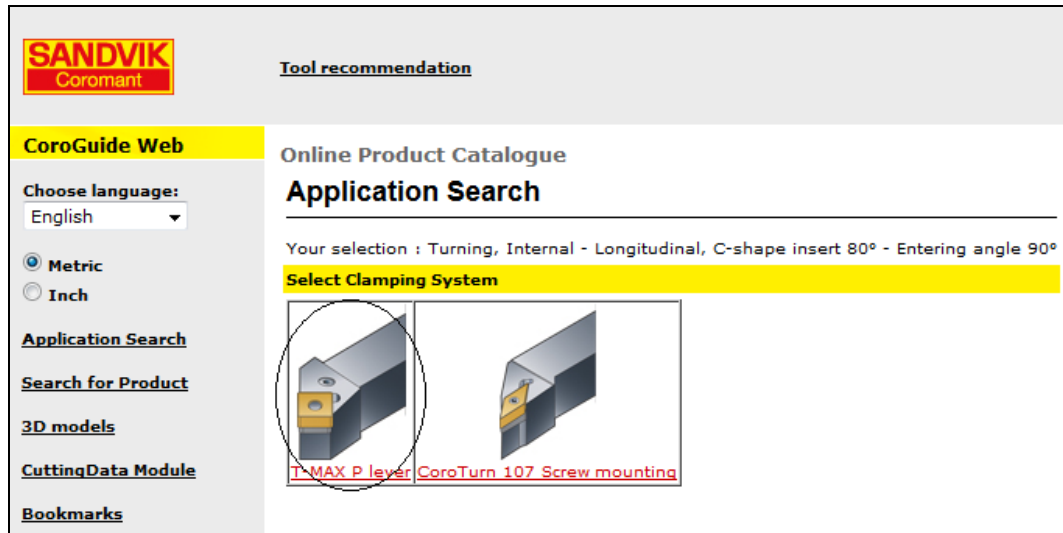 SANDVIK
Coromant
Tool recommendation
CoroGuide Web
Choose language:
English
Metric
Inch
Application Search
Search for Product
3D models
CuttingData Module
Bookmarks
Online Product Catalogue
Application Search
Your selection : Turning, Internal - Longitudinal, C-shape insert 80º - Entering angle 90º
Select Clamping System
T-MAX P lever
CoroTurn 107 Screw mounting